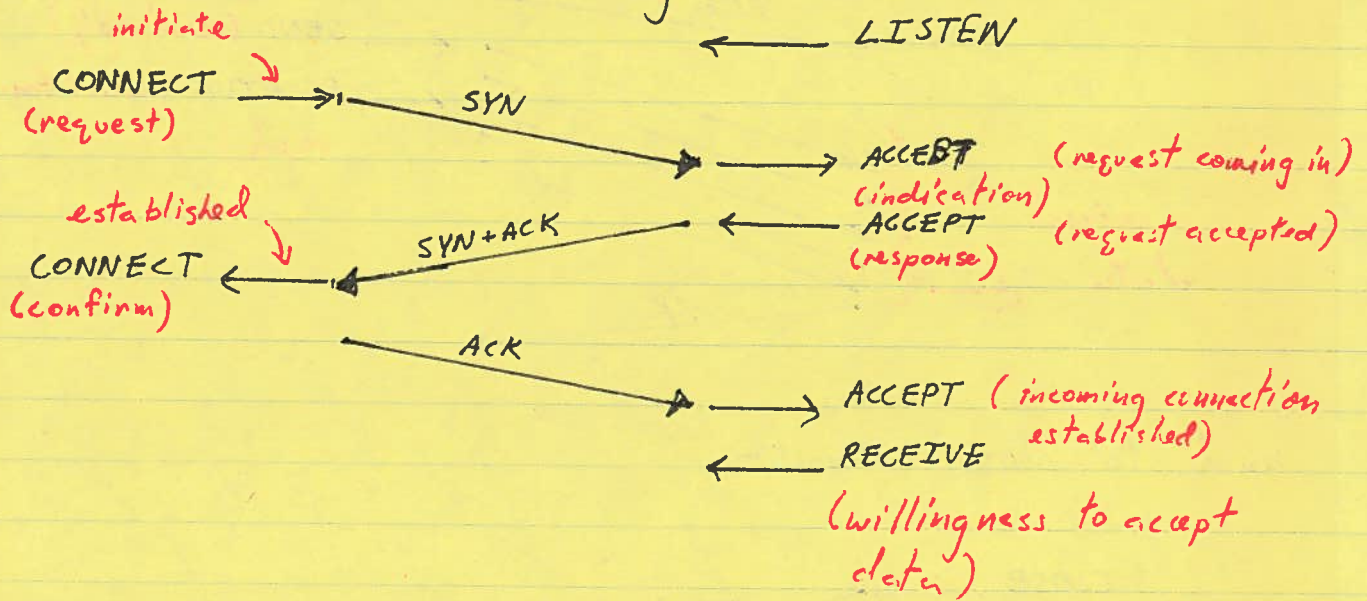 LISTEN
initiate
CONNECT
(request)
SYN
ACCEPT (request coming in)
(indication)
established
SYN+ACK
ACCEPT (request accepted)
(response)
CONNECT
(confirm)
ACK
ACCEPT (incoming connection
established)
RECEIVE
(willingness to accept
data)